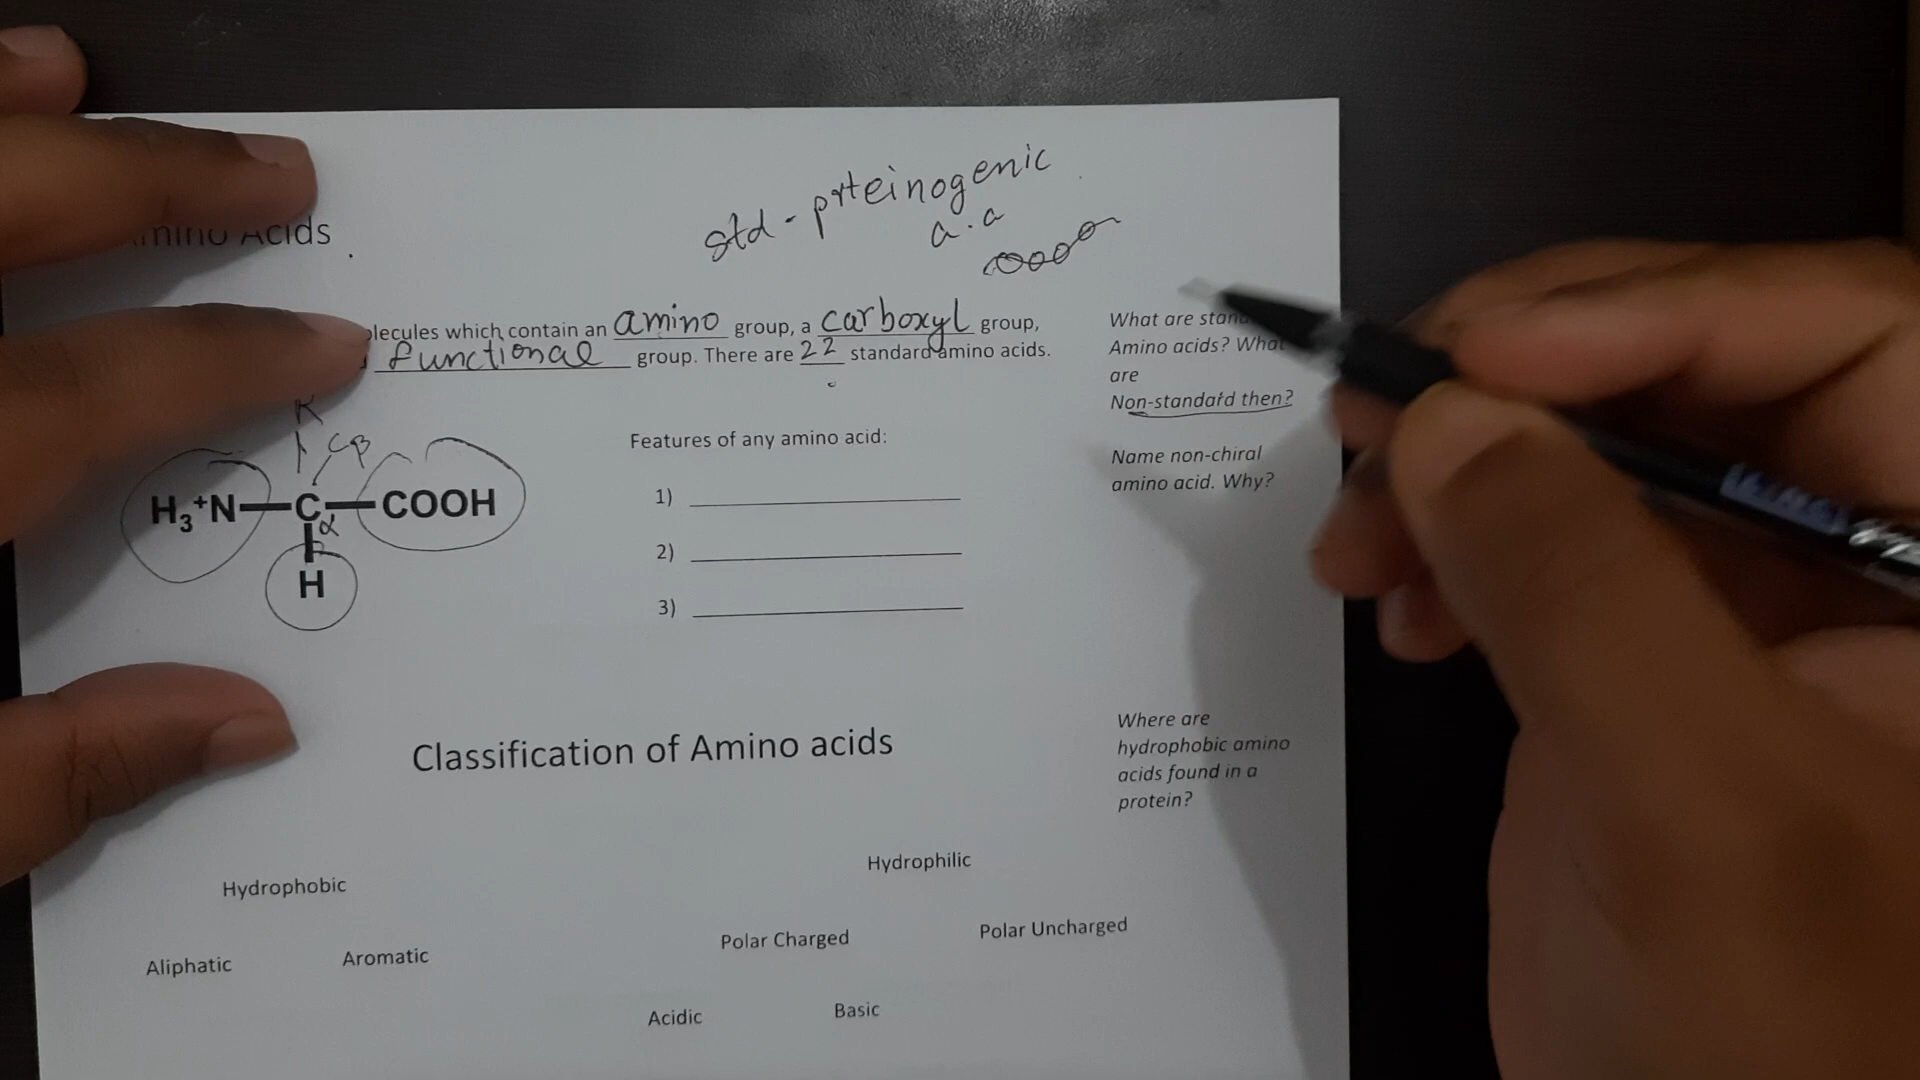 std - prteinogenic
a.a
Acids
which contain an amino group, a carboxyl group,
functional group. There are 22 standard amino acids.
R
Cβ
H3+N—C—COOH
α
H
Features of any amino acid:
1)
2)
3)
What are
Amino acids? What
are
Non-standard then?
Name non-chiral
amino acid. Why?
Classification of Amino acids
Where are
hydrophobic amino
acids found in a
protein?
Hydrophobic
Hydrophilic
Aliphatic
Aromatic
Polar Charged
Polar Uncharged
Acidic
Basic